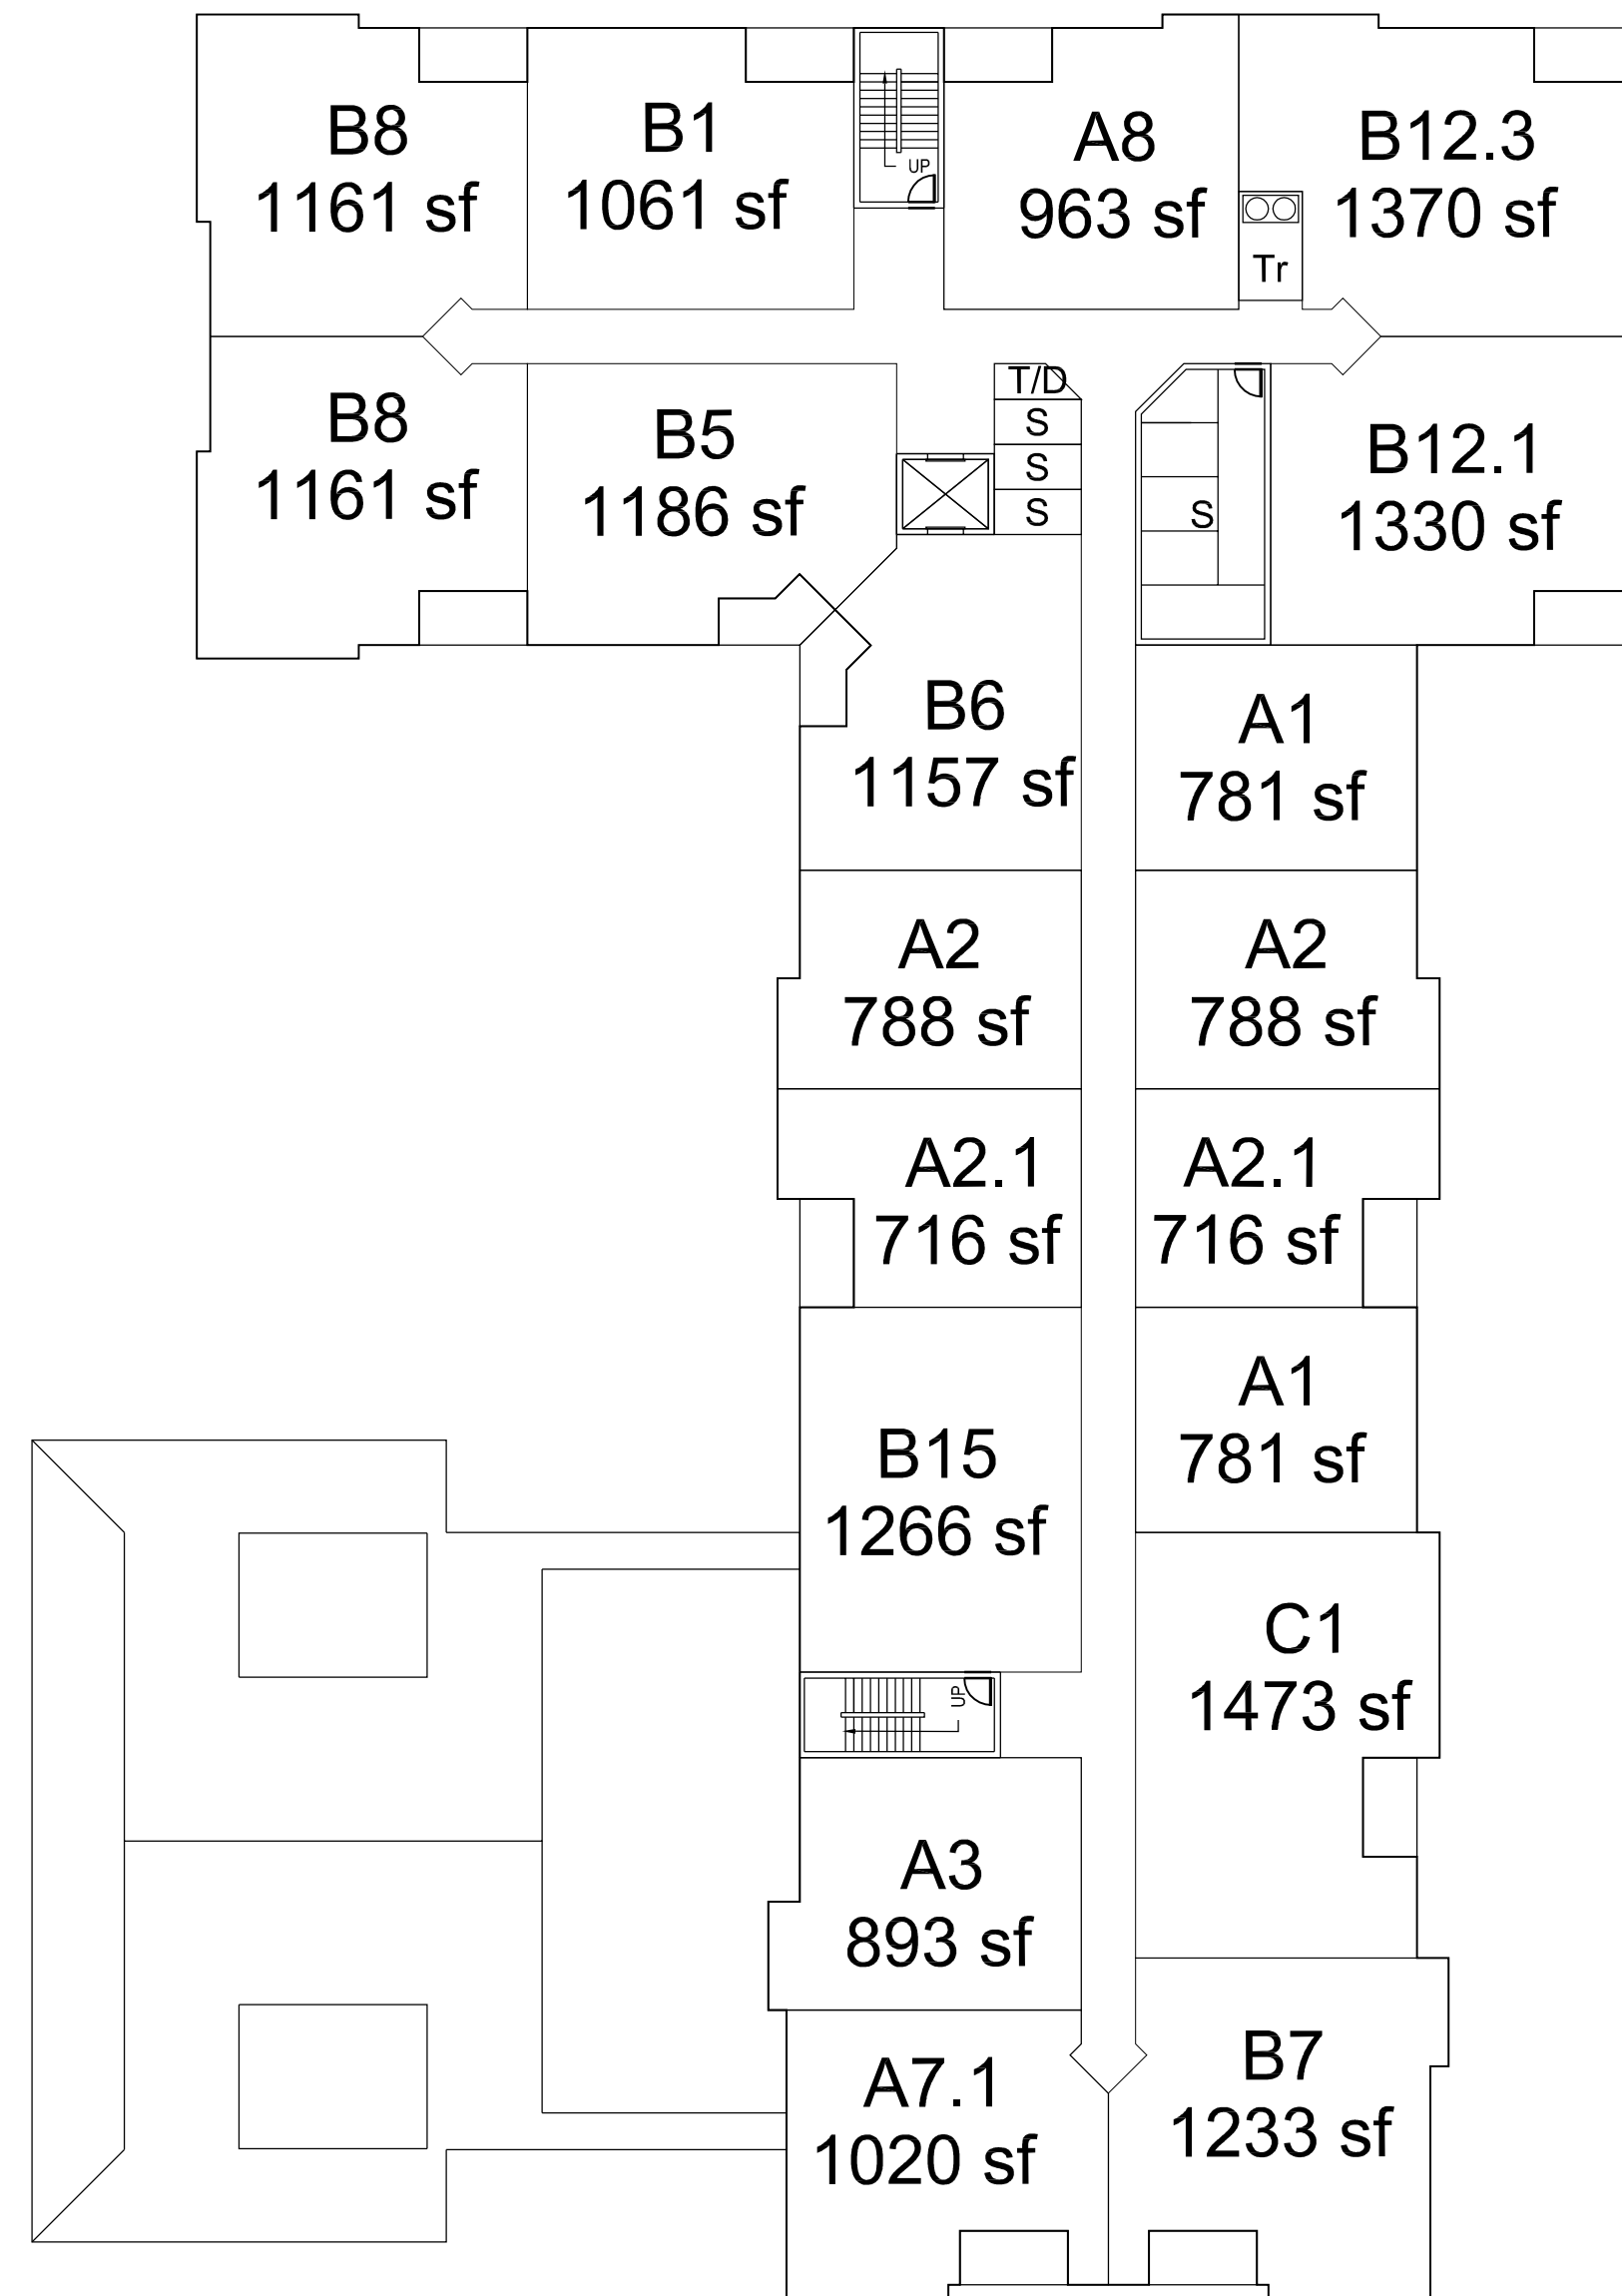 B8
1161 sf
B1
1061 sf
UP
A8
963 sf
B12.3
1370 sf
Tr
B8
1161 sf
B5
1186 sf
T/D
S
S
S
S
B12.1
1330 sf
B6
1157 sf
A1
781 sf
A2
788 sf
A2
788 sf
A2.1
716 sf
A2.1
716 sf
B15
1266 sf
A1
781 sf
C1
1473 sf
UP
A3
893 sf
A7.1
1020 sf
B7
1233 sf